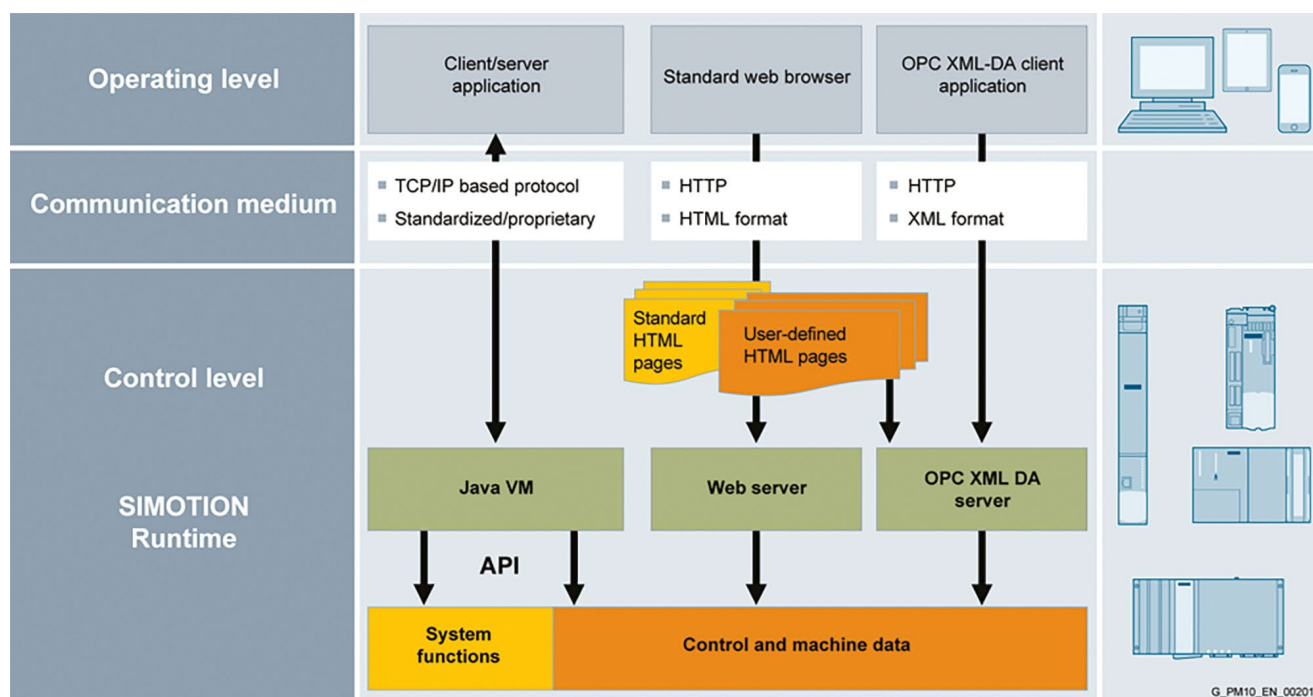 Operating level
Client/server
application
Standard web browser
OPC XML-DA client
application
Communication medium
TCP/IP based protocol
Standardized/proprietary
HTTP
HTML format
HTTP
XML format
Control level
Standard
HTML
pages
User-defined
HTML pages
SIMOTION
Runtime
Java VM
Web server
OPC XML DA
server
API
System
functions
Control and machine data
G_PM10_EN_00201